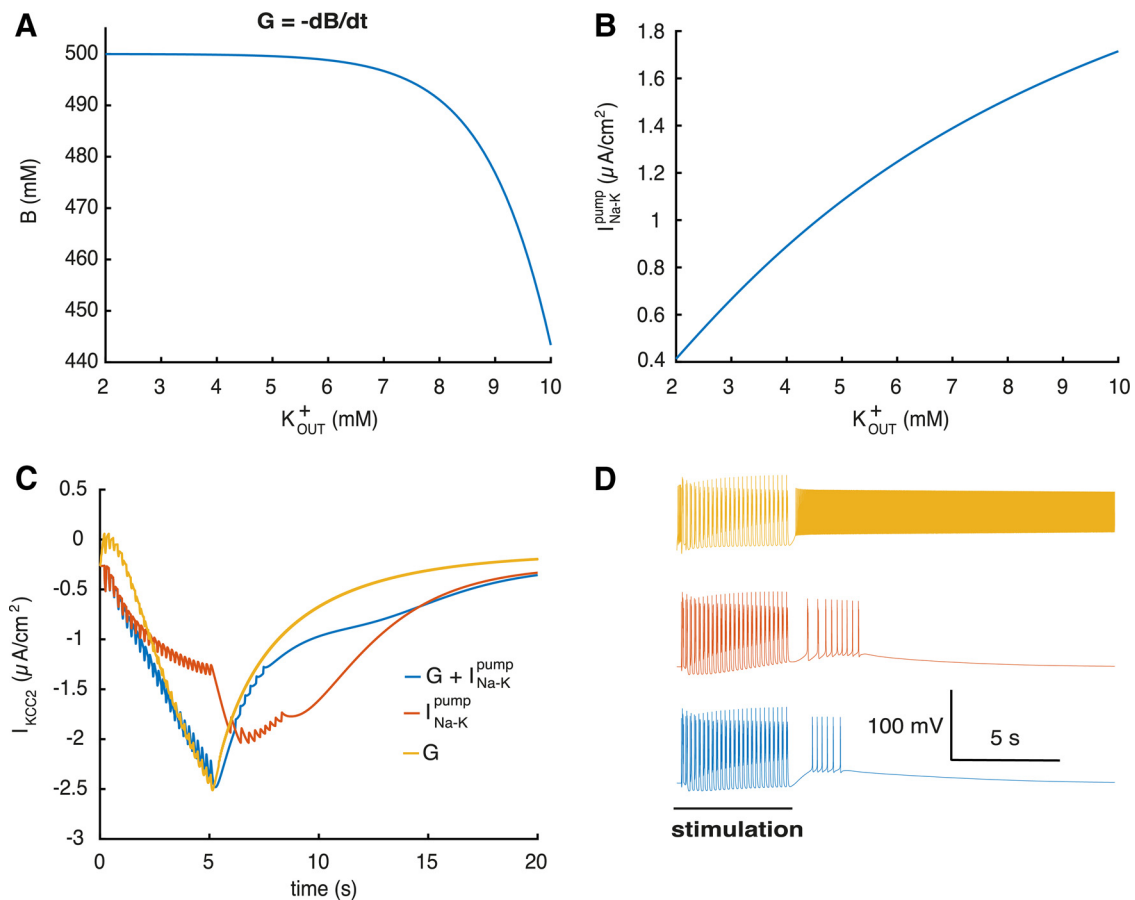 A
G = -dB/dt
500
490
480
470
460
450
440
B (mM)
2 3 4 5 6 7 8 9 10
K+OUT (mM)
B
1.8
1.6
1.4
1.2
1
0.8
0.6
0.4
IpumpNa-K (μA/cm2)
2 3 4 5 6 7 8 9 10
K+OUT (mM)
C
0.5
0
-0.5
-1
-1.5
-2
-2.5
-3
IKCC2 (μA/cm2)
G + IpumpNa-K
IpumpNa-K
G
0 5 10 15 20
time (s)
D
100 mV
5 s
stimulation